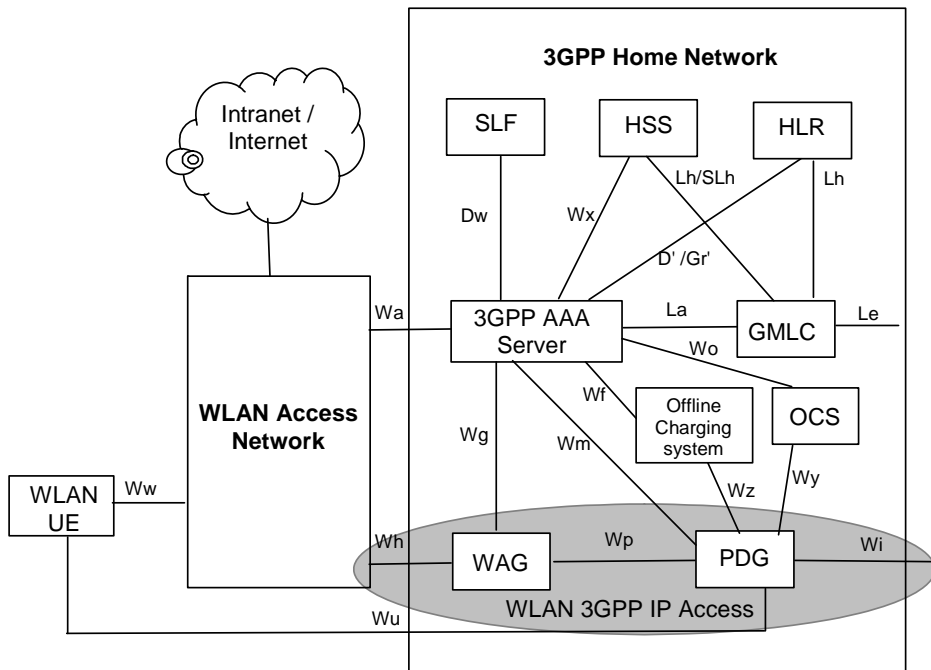 3GPP Home Network
Intranet /
Internet
SLF
HSS
HLR
Lh/SLh
Lh
Dw
Wx
D' /Gr'
Wa
3GPP AAA
Server
La
GMLC
Le
Wo
WLAN Access
Network
Wf
Offline
Charging
system
OCS
Wg
Wm
WLAN
UE
Ww
Wz
Wy
Wh
WAG
Wp
PDG
Wi
WLAN 3GPP IP Access
Wu